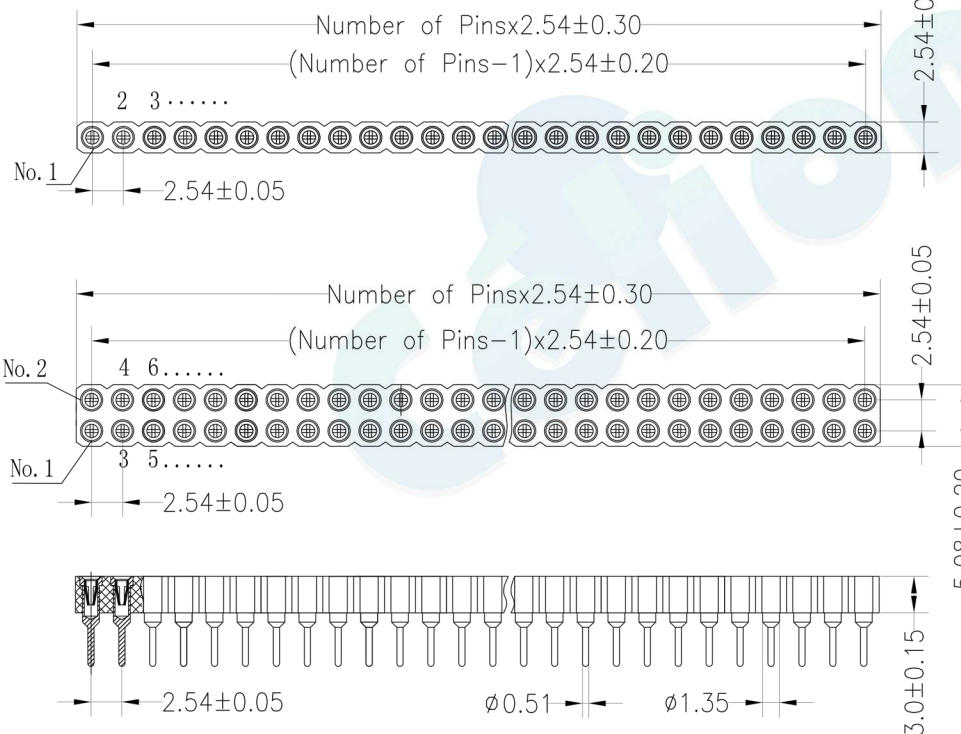 Number of Pinsx2.54±0.30
(Number of Pins-1)x2.54±0.20
2.54±0
2 3......
No.1
2.54±0.05
Number of Pinsx2.54±0.30
(Number of Pins-1)x2.54±0.20
2.54±0.05
No.2
4 6......
No.1
3 5......
2.54±0.05
2.54±0.05
ø0.51
ø1.35
3.0±0.15